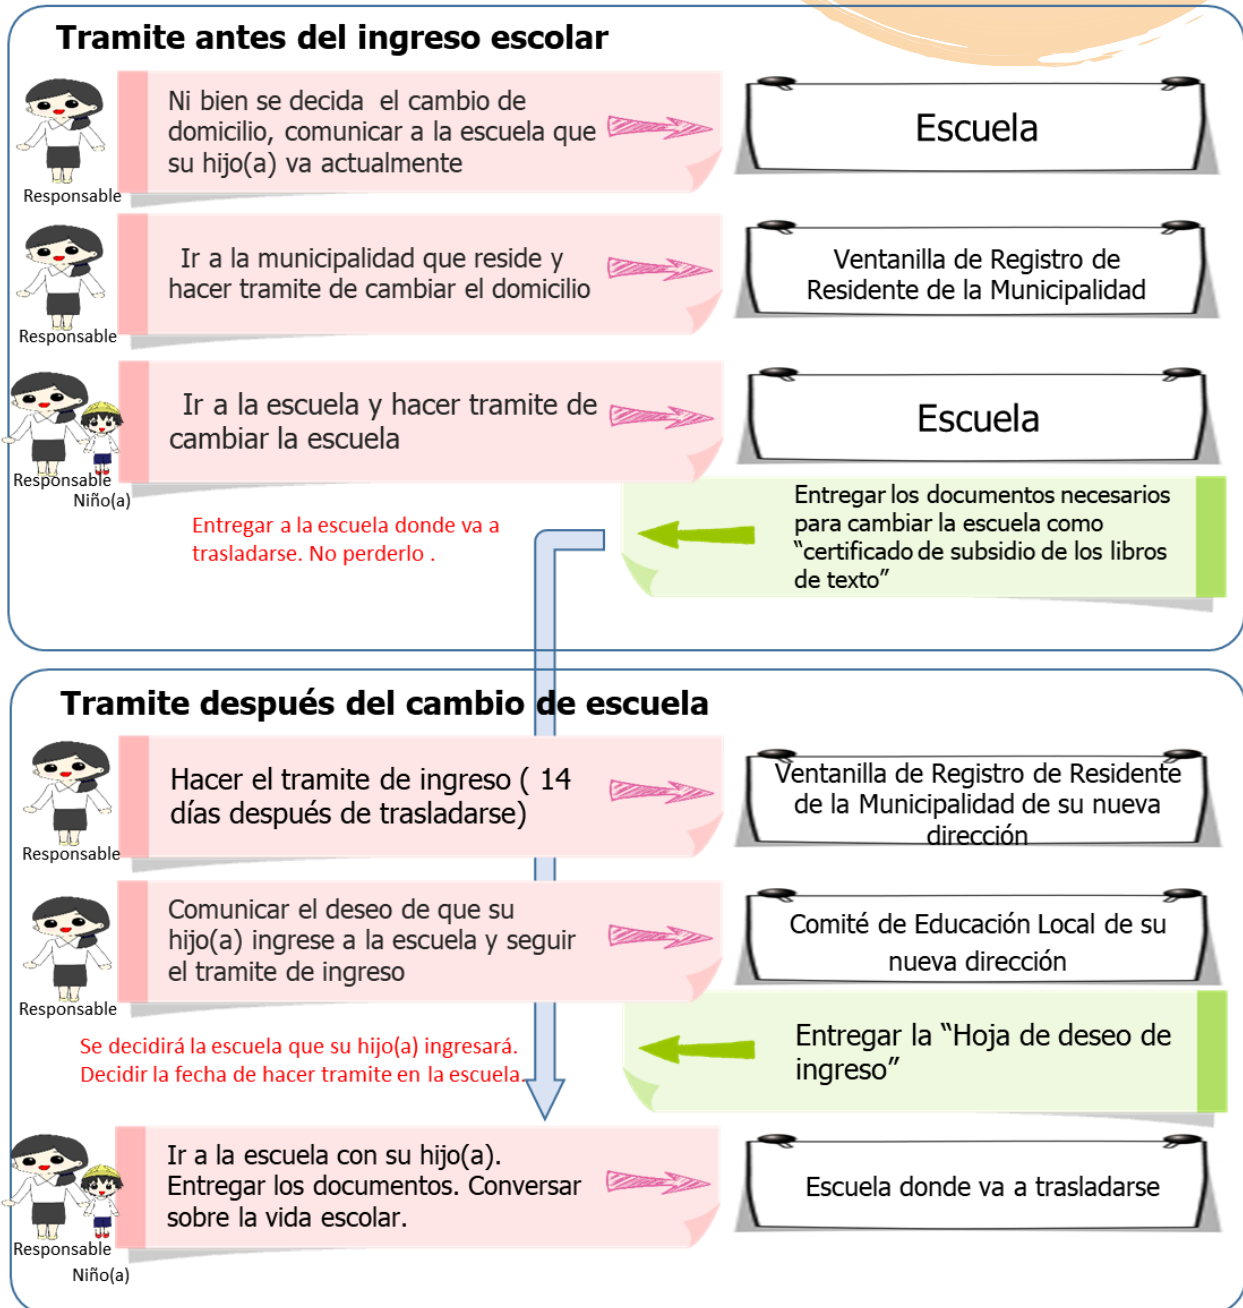 Tramite antes del ingreso escolar
Ni bien se decida el cambio de
domicilio, comunicar a la escuela que
su hijo(a) va actualmente
Escuela
Responsable
Ir a la municipalidad que reside y
hacer tramite de cambiar el domicilio
Ventanilla de Registro de
Residente de la Municipalidad
Responsable
Ir a la escuela y hacer tramite de
cambiar la escuela
Escuela
Responsable
Niño(a)
Entregar los documentos necesarios
para cambiar la escuela como
“certificado de subsidio de los libros
de texto”
Entregar a la escuela donde va a
trasladarse. No perderlo .
Tramite después del cambio de escuela
Hacer el tramite de ingreso ( 14
días después de trasladarse)
Ventanilla de Registro de Residente
de la Municipalidad de su nueva
dirección
Responsable
Comunicar el deseo de que su
hijo(a) ingrese a la escuela y seguir
el tramite de ingreso
Comité de Educación Local de su
nueva dirección
Responsable
Entregar la “Hoja de deseo de
ingreso”
Se decidirá la escuela que su hijo(a) ingresará.
Decidir la fecha de hacer tramite en la escuela.
Ir a la escuela con su hijo(a).
Entregar los documentos. Conversar
sobre la vida escolar.
Escuela donde va a trasladarse
Responsable
Niño(a)